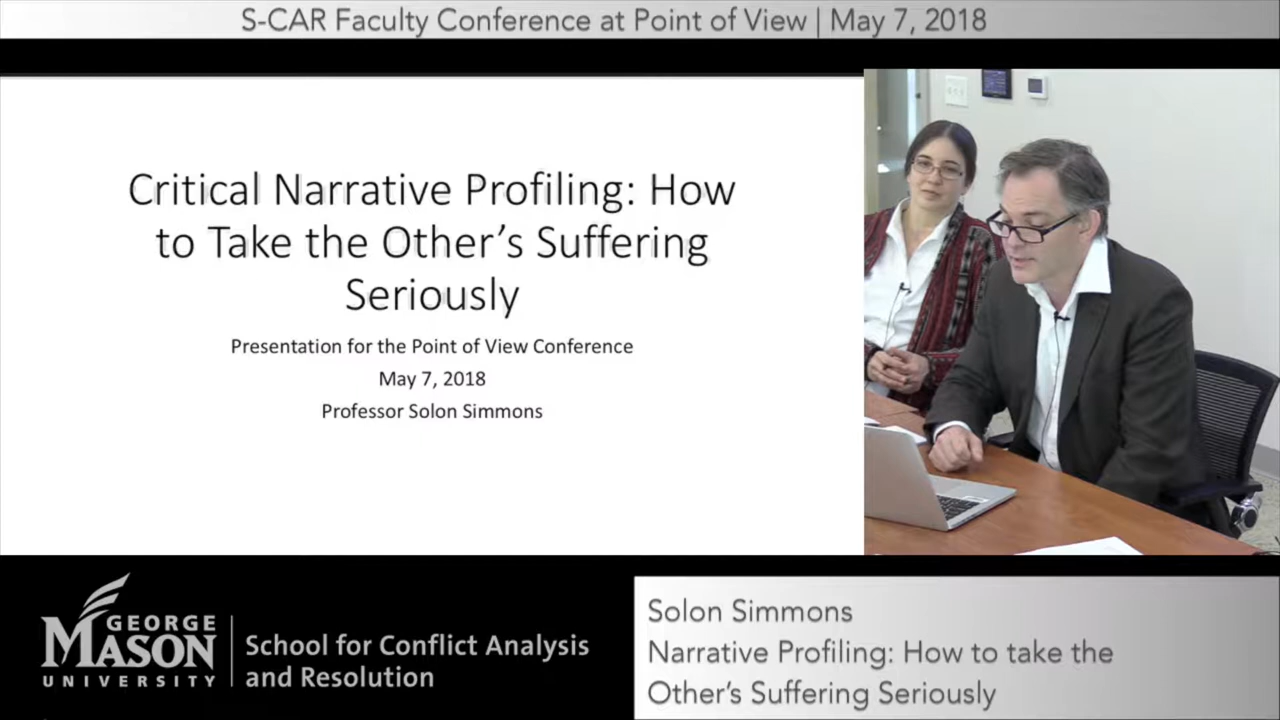 S-CAR Faculty Conference at Point of View | May 7, 2018
Critical Narrative Profiling: How
to Take the Other’s Suffering
Seriously
Presentation for the Point of View Conference
May 7, 2018
Professor Solon Simmons
GEORGE
MASON
UNIVERSITY
School for Conflict Analysis
and Resolution
Solon Simmons
Narrative Profiling: How to take the
Other’s Suffering Seriously